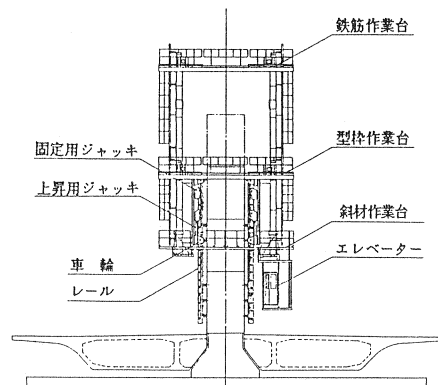 鉄筋作業台
型枠作業台
固定用ジャッキ
上昇用ジャッキ
斜材作業台
エレベーター
車輪
レール